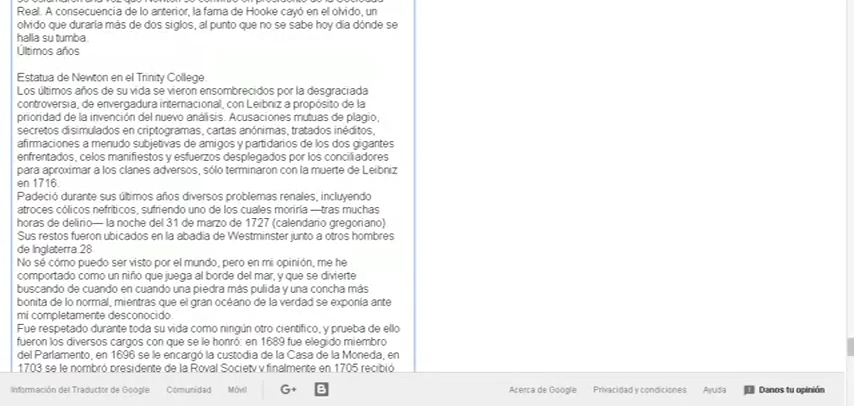 Real. A consecuencia de lo anterior, la fama de Hooke cayó en el olvido, un
olvido que duraría más de dos siglos, al punto que no se sabe hoy día dónde se
halla su tumba.
Últimos años
Estatua de Newton en el Trinity College.
Los últimos años de su vida se vieron ensombrecidos por la desgraciada
controversia, de envergadura internacional, con Leibniz a propósito de la
prioridad de la invención del nuevo análisis. Acusaciones mutuas de plagio,
secretos disimulados en criptogramas, cartas anónimas, tratados inéditos,
afirmaciones a menudo subjetivas de amigos y partidarios de los dos gigantes
enfrentados, celos manifiestos y esfuerzos desplegados por los conciliadores
para aproximar a los clanes adversos, sólo terminaron con la muerte de Leibniz
en 1716.
Padeció durante sus últimos años diversos problemas renales, incluyendo
atroces cólicos nefríticos, sufriendo uno de los cuales moriría —tras muchas
horas de delirio— la noche del 31 de marzo de 1727 (calendario gregoriano).
Sus restos fueron ubicados en la abadía de Westminster junto a otros hombres
de Inglaterra.28
No sé cómo puedo ser visto por el mundo, pero en mi opinión, me he
comportado como un niño que juega al borde del mar, y que se divierte
buscando de cuando en cuando una piedra más pulida y una concha más
bonita de lo normal, mientras que el gran océano de la verdad se exponía ante
mí completamente desconocido.
Fue respetado durante toda su vida como ningún otro científico, y prueba de ello
fueron los diversos cargos con que se le honró: en 1689 fue elegido miembro
del Parlamento, en 1696 se le encargó la custodia de la Casa de la Moneda, en
1703 se le nombró presidente de la Royal Society y finalmente en 1705 recibió
Información del Traductor de Google Comunidad Móvil G+ B Acerca de Google Privacidad y condiciones Ayuda Danos tu opinión